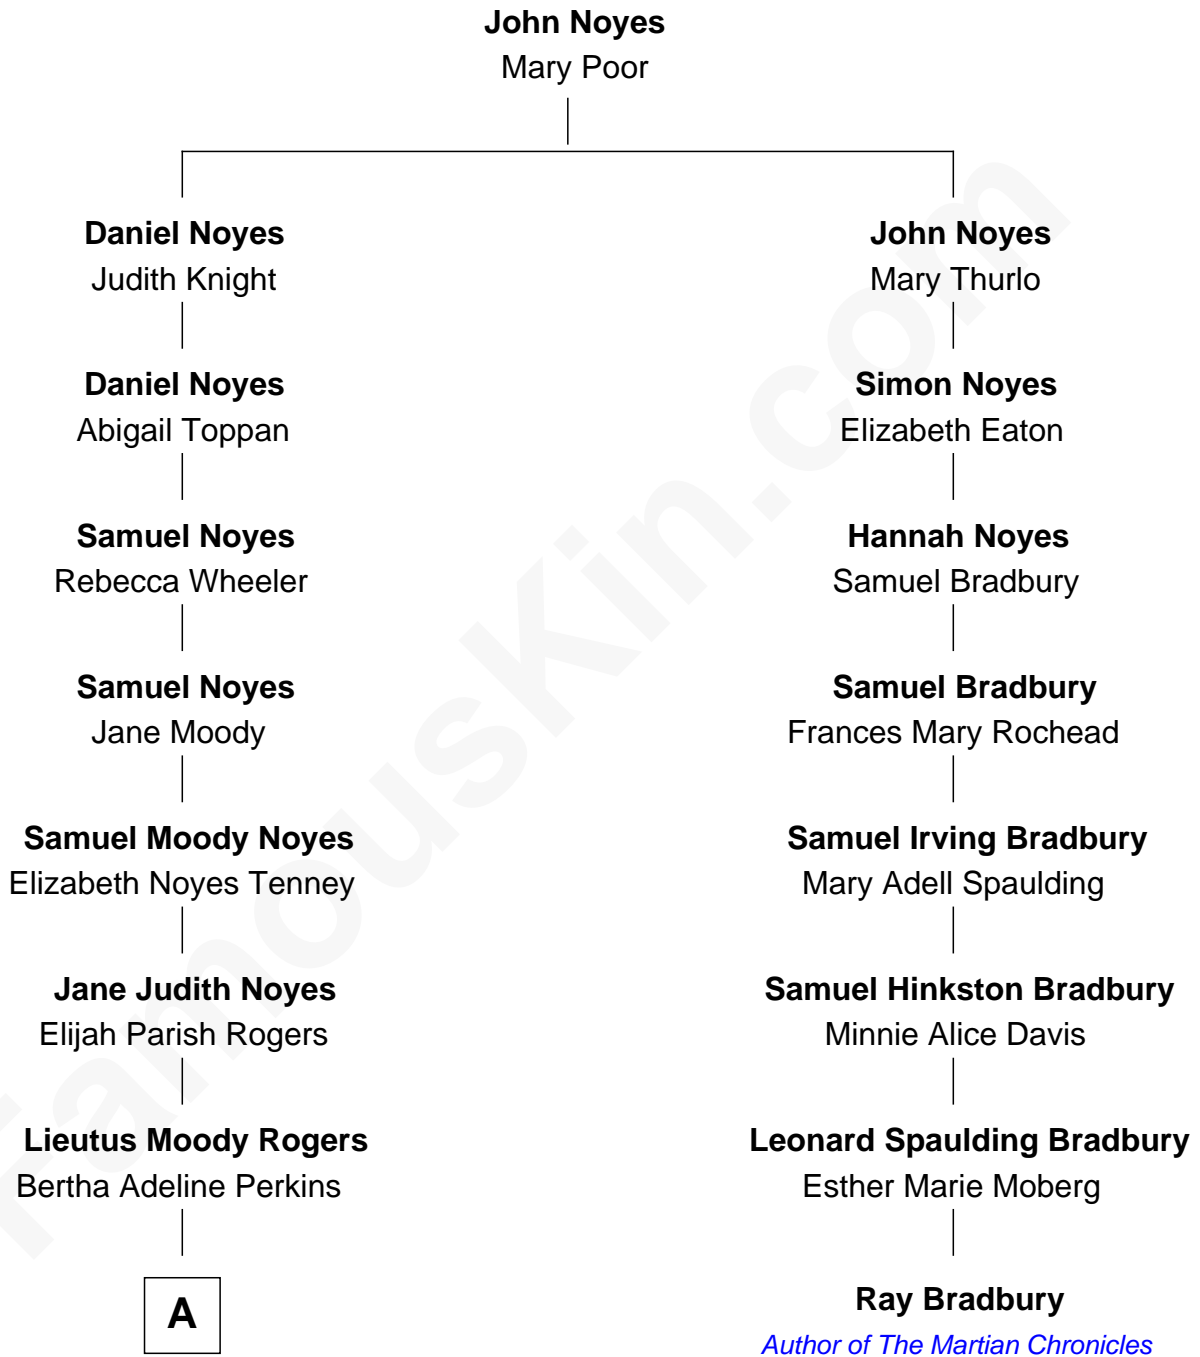 John Noyes
Mary Poor
Daniel Noyes
Judith Knight
John Noyes
Mary Thurlo
Daniel Noyes
Abigail Toppan
Simon Noyes
Elizabeth Eaton
Samuel Noyes
Rebecca Wheeler
Hannah Noyes
Samuel Bradbury
Samuel Noyes
Jane Moody
Samuel Bradbury
Frances Mary Rochead
Samuel Moody Noyes
Elizabeth Noyes Tenney
Samuel Irving Bradbury
Mary Adell Spaulding
Jane Judith Noyes
Elijah Parish Rogers
Samuel Hinkston Bradbury
Minnie Alice Davis
Lieutus Moody Rogers
Bertha Adeline Perkins
Leonard Spaulding Bradbury
Esther Marie Moberg
A
Ray Bradbury
Author of The Martian Chronicles
FamousKin.com